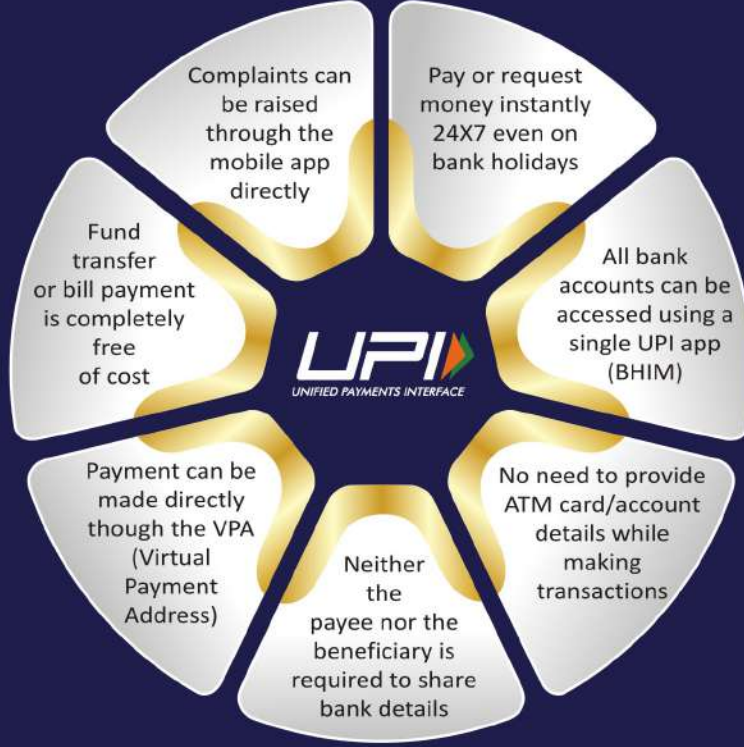 Complaints can
be raised
through the
mobile app
directly
Pay or request
money instantly
24X7 even on
bank holidays
All bank
accounts can be
accessed using a
single UPI app
(BHIM)
No need to provide
ATM card/account
details while
making
transactions
Neither
the
payee nor the
beneficiary is
required to share
bank details
Payment can be
made directly
though the VPA
(Virtual
Payment
Address)
Fund
transfer
or bill payment
is completely
free
of cost
UPI
UNIFIED PAYMENTS INTERFACE